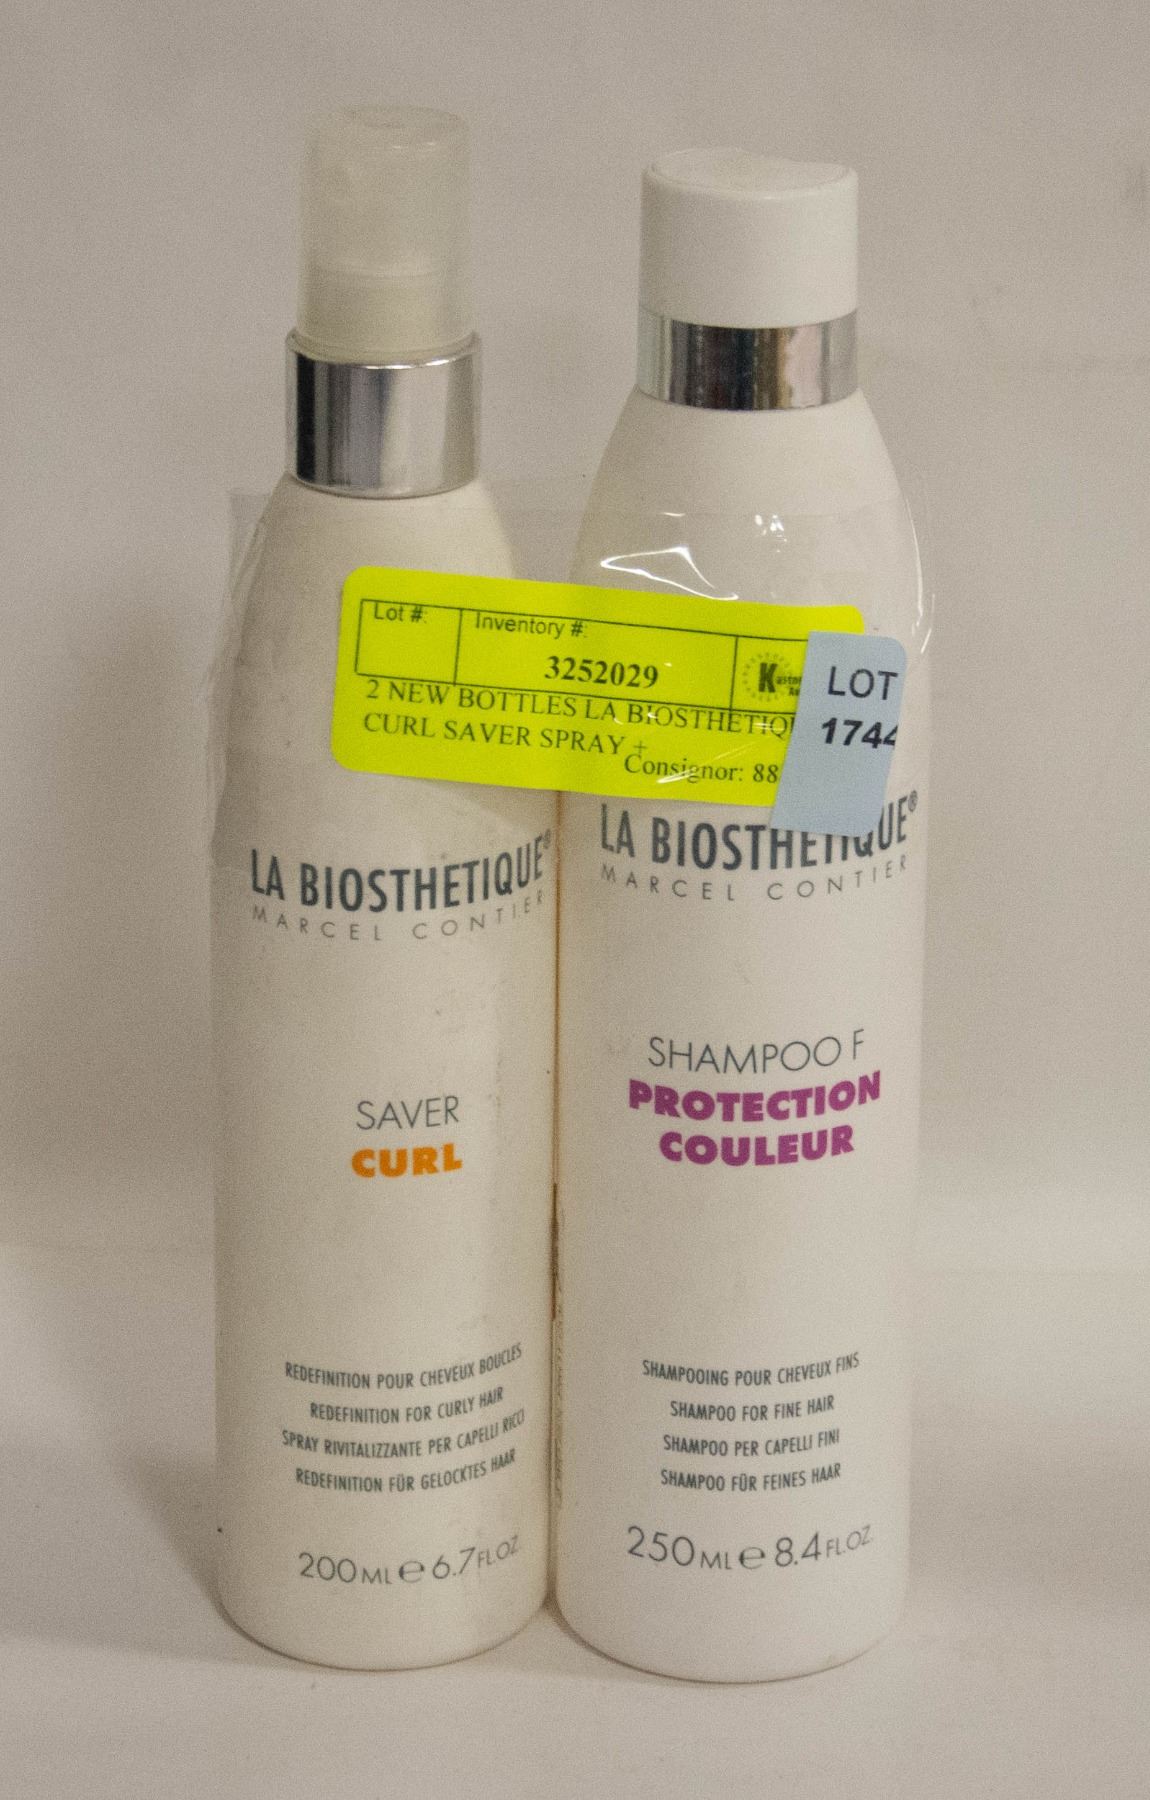 Lot #:
Inventory #:
3252029
2 NEW BOTTLES LA BIOSTHETIQU
CURL SAVER SPRAY +
Consignor: 88
LOT
1744
LA BIOSTHETIQUE®
MARCEL CONTIER
SAVER
CURL
REDEFINITION POUR CHEVEUX BOUCLES
REDEFINITION FOR CURLY HAIR
SPRAY RIVITALIZZANTE PER CAPELLI RICCI
REDEFINITION FÜR GELOCKTES HAAR
200ML e 6.7FL.OZ.
LA BIOSTHETIQUE®
MARCEL CONTIER
SHAMPOO F
PROTECTION
COULEUR
SHAMPOOING POUR CHEVEUX FINS
SHAMPOO FOR FINE HAIR
SHAMPOO PER CAPELLI FINI
SHAMPOO FÜR FEINES HAAR
250ML e 8.4FL.OZ.